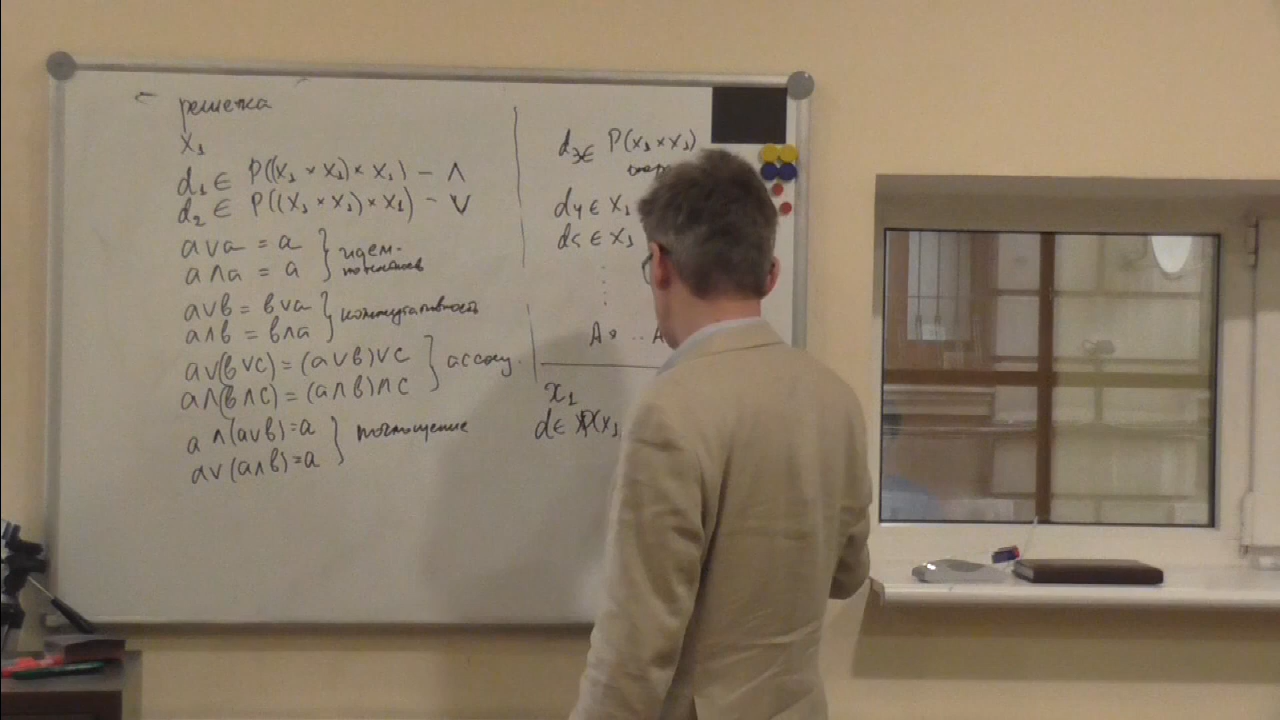 решетка
X₁
d₁ ∈ P((X₁ × X₁) × X₁) – ∧
d₂ ∈ P((X₁ × X₁) × X₁) – ∨
a∨a = a
a∧a = a
идем-
a∨b = b∨a
a∧b = b∧a
коммутативность
a∨(b∨c) = (a∨b)∨c
a∧(b∧c) = (a∧b)∧c
ассоц.
a∧(a∨b)=a
a∨(a∧b)=a
поглощение
d₃∈ P(X₁×X₁)
d₄ ∈ X₁
d₅ ∈ X₁
x₁